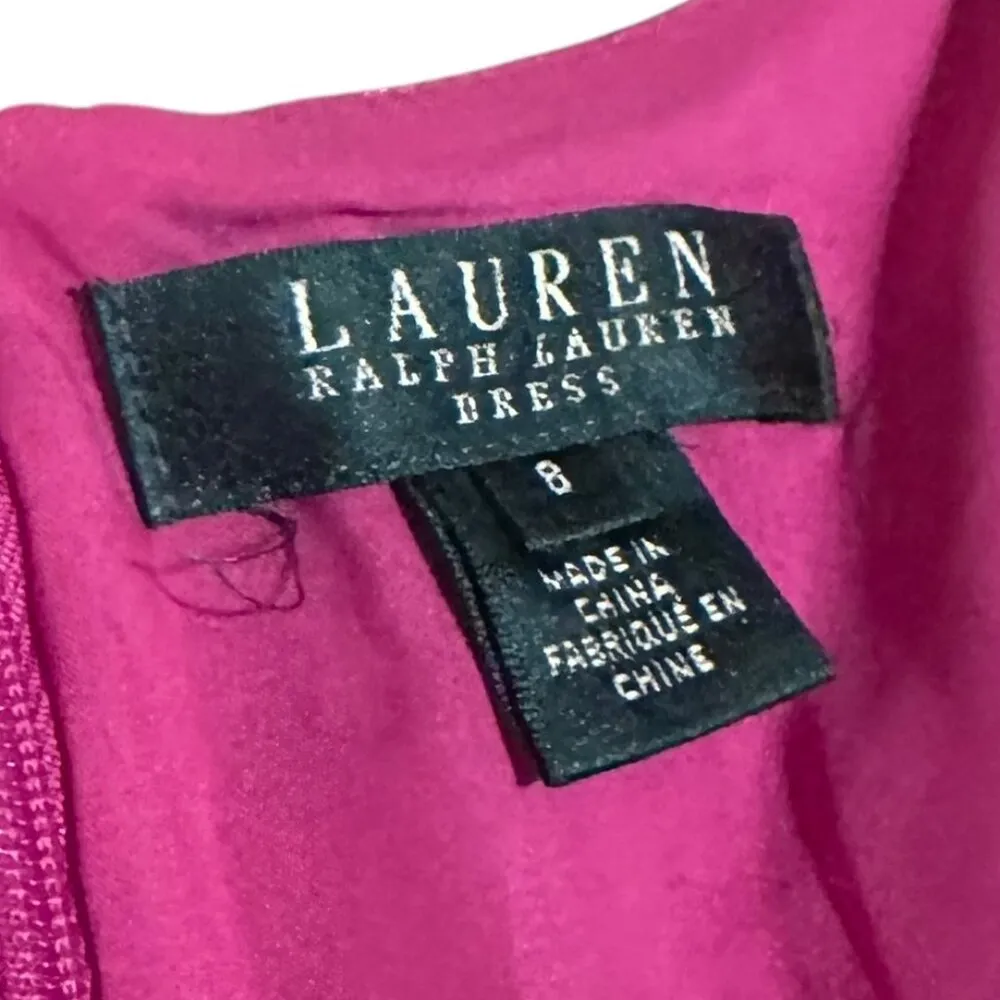 LAUREN
RALPH LAUREN
DRESS
8
MADE IN
CHINA
FABRIQUÉ EN
CHINE